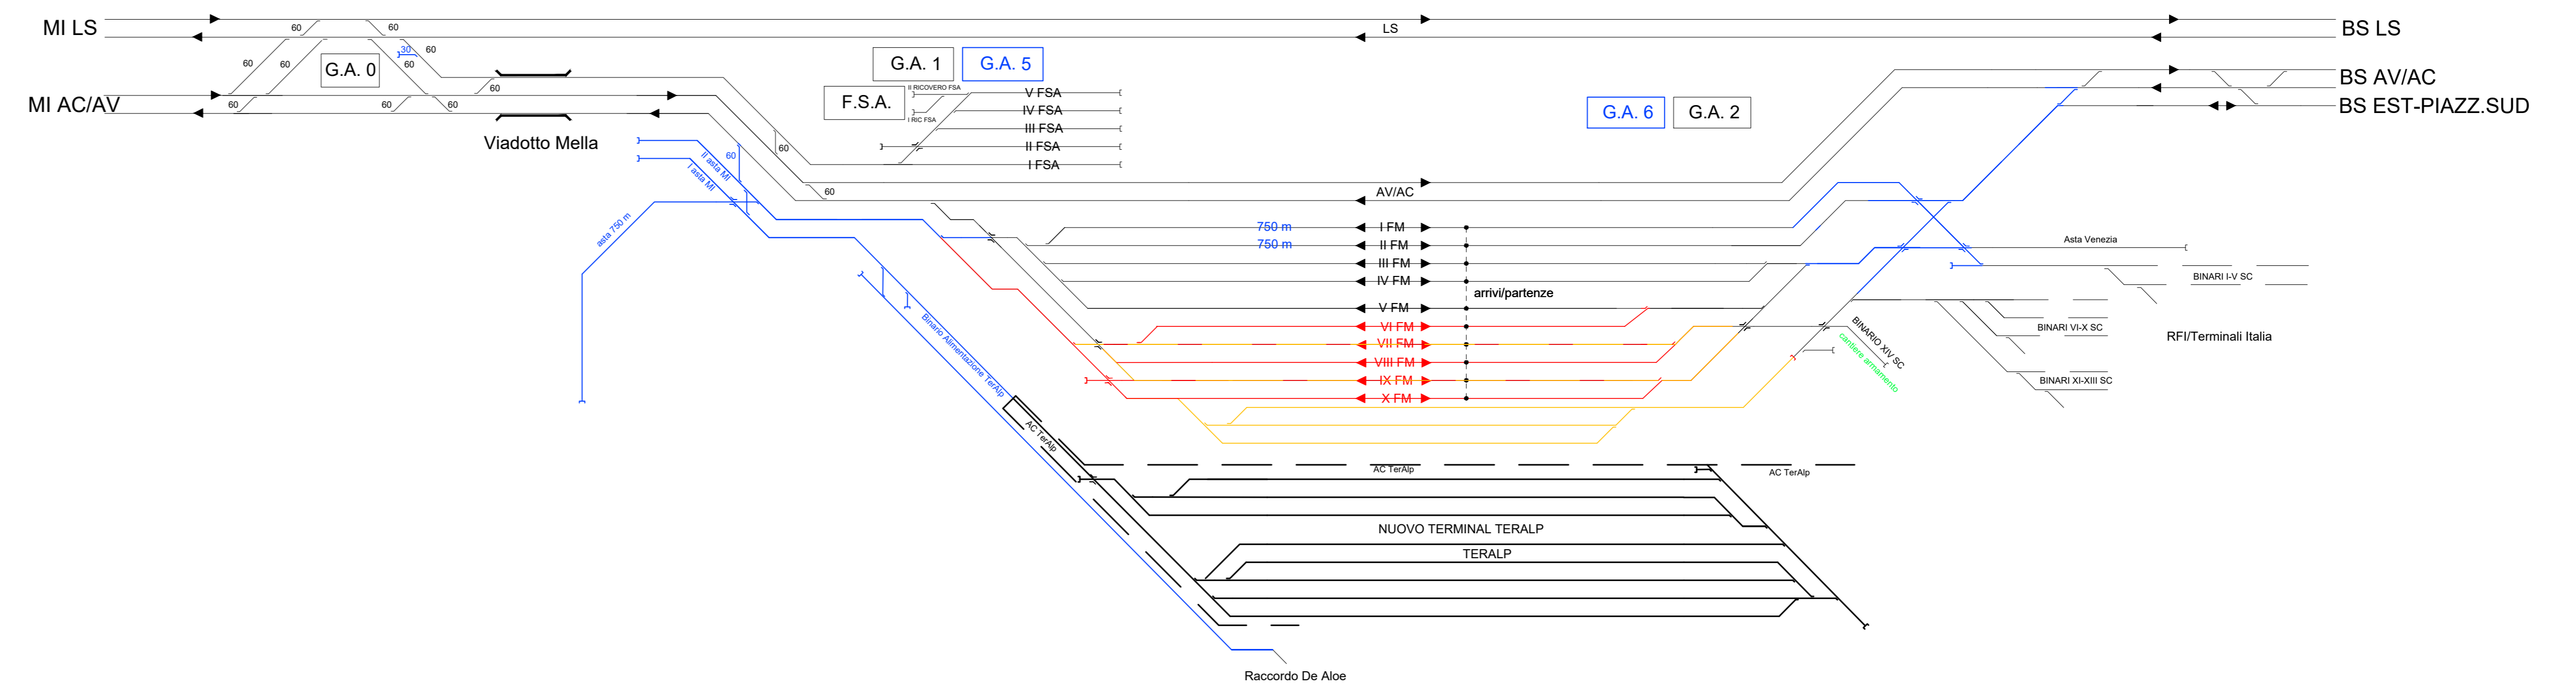 MI LS
60
60
LS
BS LS
30
60
60
60
60
G.A. 0
G.A. 1
G.A. 5
BS AV/AC
MI AC/AV
60
60
60
60
F.S.A.
II RICOVERO FSA
I RIC FSA
V FSA
IV FSA
III FSA
II FSA
I FSA
G.A. 6
G.A. 2
BS EST-PIAZZ.SUD
Viadotto Mella
60
60
II asta MI
I asta MI
60
AV/AC
asta 750 m
750 m
I FM
750 m
II FM
III FM
IV FM
Asta Venezia
BINARI I-V SC
arrivi/partenze
V FM
VI FM
VII FM
VIII FM
IX FM
X FM
BINARIO XIV SC
cantiere armamento
BINARI VI-X SC
RFI/Terminali Italia
BINARI XI-XIII SC
Binario Alimentazione TerAlp
AC TerAlp
AC TerAlp
AC TerAlp
NUOVO TERMINAL TERALP
TERALP
Raccordo De Aloe